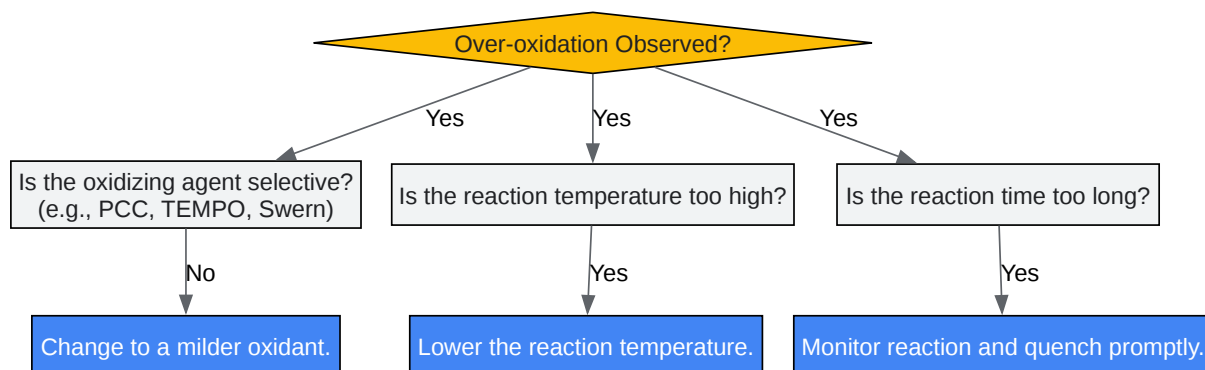 Over-oxidation Observed?
Yes
Yes
Yes
Is the oxidizing agent selective?
(e.g., PCC, TEMPO, Swern)
Is the reaction temperature too high?
Is the reaction time too long?
No
Yes
Yes
Change to a milder oxidant.
Lower the reaction temperature.
Monitor reaction and quench promptly.